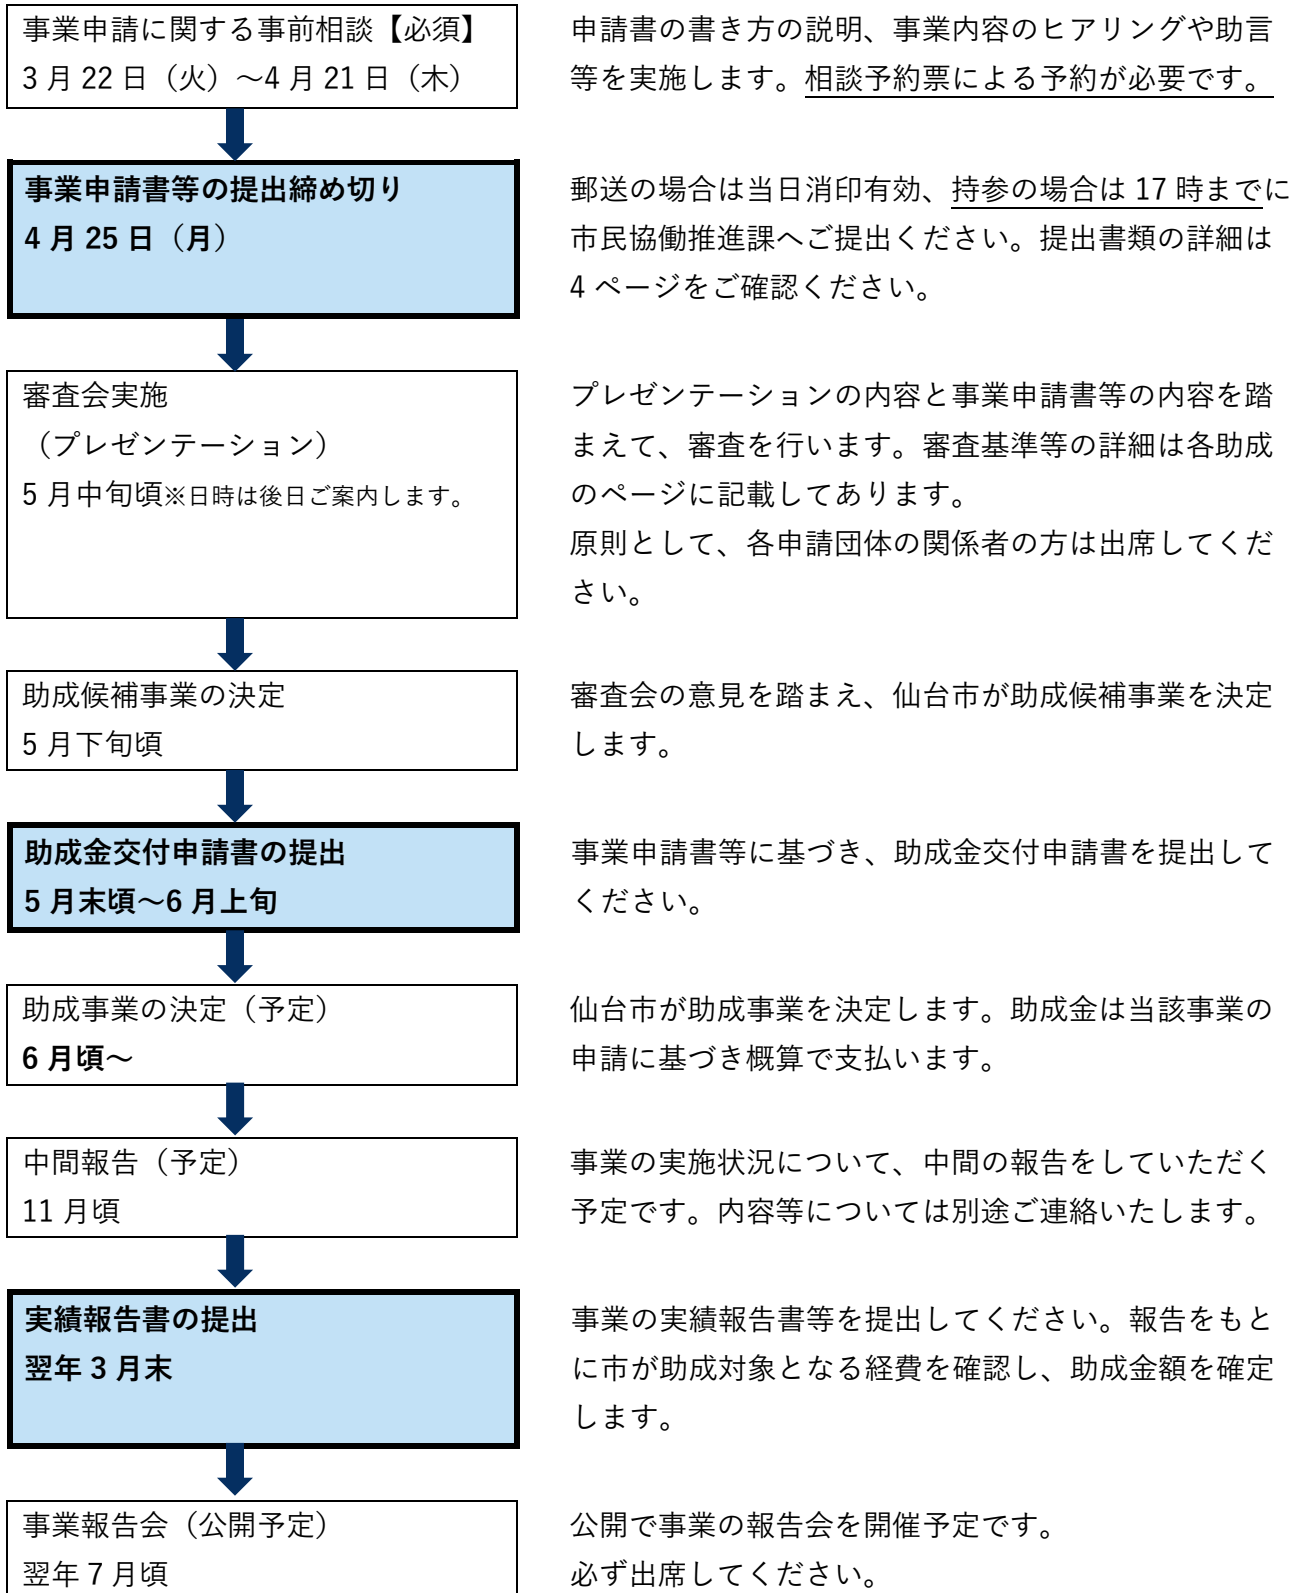 事業申請に関する事前相談【必須】
3 月 22 日（火）～4 月 21 日（木）
申請書の書き方の説明、事業内容のヒアリングや助言
等を実施します。相談予約票による予約が必要です。
事業申請書等の提出締め切り
4 月 25 日（月）
郵送の場合は当日消印有効、持参の場合は 17 時までに
市民協働推進課へご提出ください。提出書類の詳細は
4 ページをご確認ください。
審査会実施
（プレゼンテーション）
5 月中旬頃※日時は後日ご案内します。
プレゼンテーションの内容と事業申請書等の内容を踏
まえて、審査を行います。審査基準等の詳細は各助成
のページに記載してあります。
原則として、各申請団体の関係者の方は出席してくだ
さい。
助成候補事業の決定
5 月下旬頃
審査会の意見を踏まえ、仙台市が助成候補事業を決定
します。
助成金交付申請書の提出
5 月末頃～6 月上旬
事業申請書等に基づき、助成金交付申請書を提出して
ください。
助成事業の決定（予定）
6 月頃～
仙台市が助成事業を決定します。助成金は当該事業の
申請に基づき概算で支払います。
中間報告（予定）
11 月頃
事業の実施状況について、中間の報告をしていただく
予定です。内容等については別途ご連絡いたします。
実績報告書の提出
翌年 3 月末
事業の実績報告書等を提出してください。報告をもと
に市が助成対象となる経費を確認し、助成金額を確定
します。
事業報告会（公開予定）
翌年 7 月頃
公開で事業の報告会を開催予定です。
必ず出席してください。